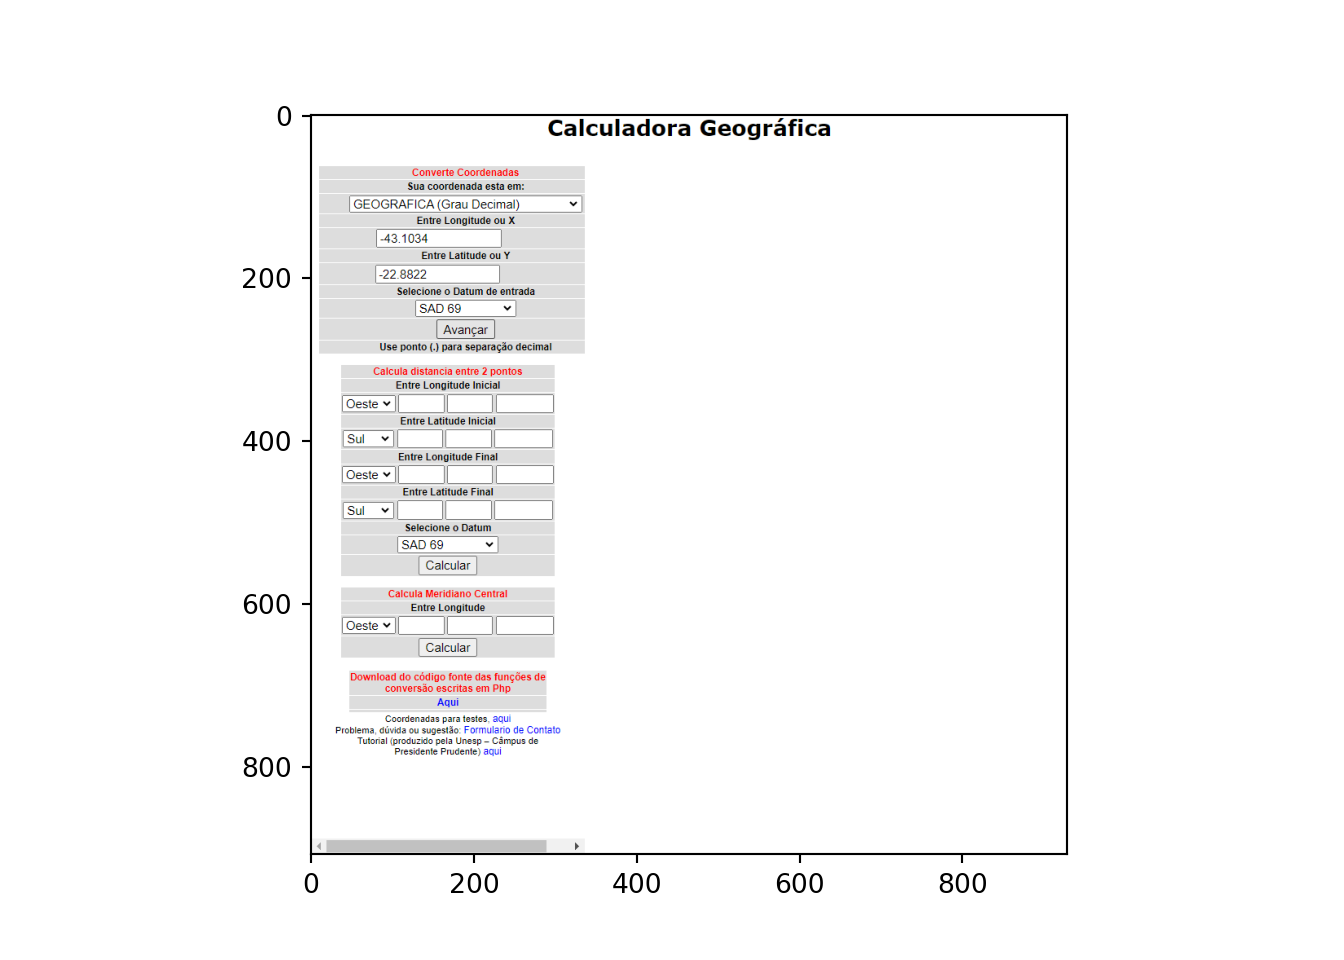 Calculadora Geográfica
Converte Coordenadas
Sua coordenada esta em:
GEOGRAFICA (Grau Decimal)
Entre Longitude ou X
-43.1034
Entre Latitude ou Y
-22.8822
Selecione o Datum de entrada
SAD 69
Avançar
Use ponto (.) para separação decimal
Calcula distancia entre 2 pontos
Entre Longitude Inicial
Oeste
Entre Latitude Inicial
Sul
Entre Longitude Final
Oeste
Entre Latitude Final
Sul
Selecione o Datum
SAD 69
Calcular
Calcula Meridiano Central
Entre Longitude
Oeste
Calcular
Download do código fonte das funções de
conversão escritas em Php
Aqui
Coordenadas para testes, aqui
Problema, dúvida ou sugestão: Formulario de Contato
Tutorial (produzido pela Unesp – Câmpus de
Presidente Prudente) aqui
0
200
400
600
800
0 200 400 600 800